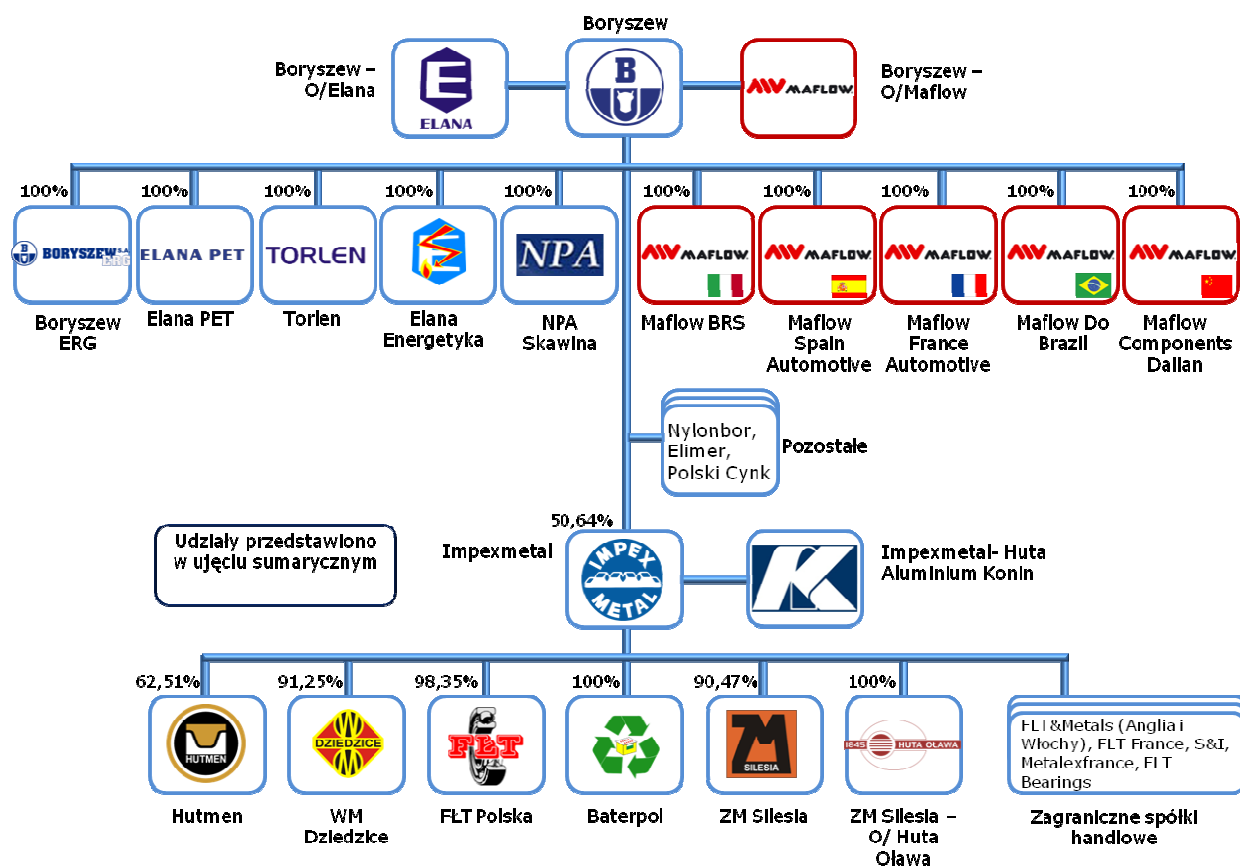 Boryszew
Boryszew –
O/Elana
ELANA
B
MAFLOW
Boryszew –
O/Maflow
100%
100%
100%
100%
100%
100%
100%
100%
100%
100%
BORYSZEW S.A.
ERG
ELANA PET
TORLEN
NPA
MAFLOW
MAFLOW
MAFLOW
MAFLOW
MAFLOW
Boryszew
ERG
Elana PET
Torlen
Elana
Energetyka
NPA
Skawina
Maflow BRS
Maflow
Spain
Automotive
Maflow
France
Automotive
Maflow Do
Brazil
Maflow
Components
Dalian
Nylonbor,
Elimer,
Polski Cynk
Pozostałe
50,64%
Udziały przedstawiono
w ujęciu sumarycznym
Impexmetal
IMPEX
METAL
Impexmetal- Huta
Aluminium Konin
62,51%
91,25%
98,35%
100%
90,47%
100%
HUTMEN
DZIEDZICE
FŁT
SILESIA
1845 HUTA OŁAWA
FLT&Metals (Anglia i
Włochy), FLT France, S&I,
Metalexfrance, FLT
Bearings
Hutmen
WM
Dziedzice
FŁT Polska
Baterpol
ZM Silesia
ZM Silesia –
O/ Huta
Oława
Zagraniczne spółki
handlowe